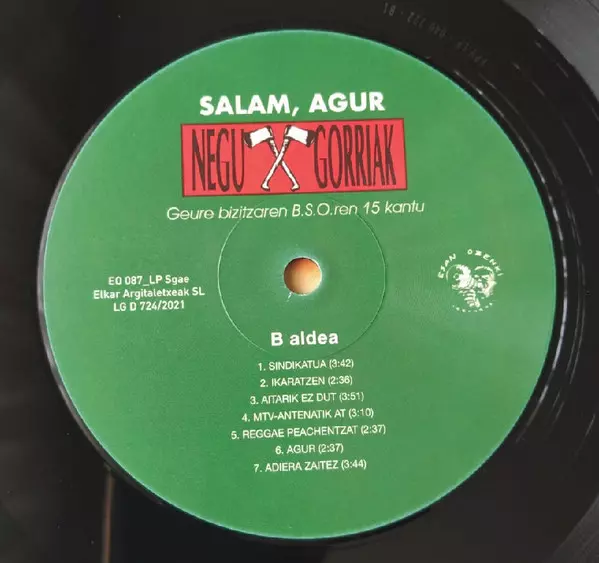 SALAM, AGUR
NEGU GORRIAK
Geure bizitzaren B.S.O.ren 15 kantu
EO 087_LP Sgae
Elkar Argitaletxeak SL
LG D 724/2021
ESAN OZENKI
B aldea
1. SINDIKATUA (3:42)
2. IKARATZEN (2:36)
3. AITARIK EZ DUT (3:51)
4. MTV-ANTENATIK AT (3:10)
5. REGGAE PEACHENTZAT (2:37)
6. AGUR (2:37)
7. ADIERA ZAITEZ (3:44)